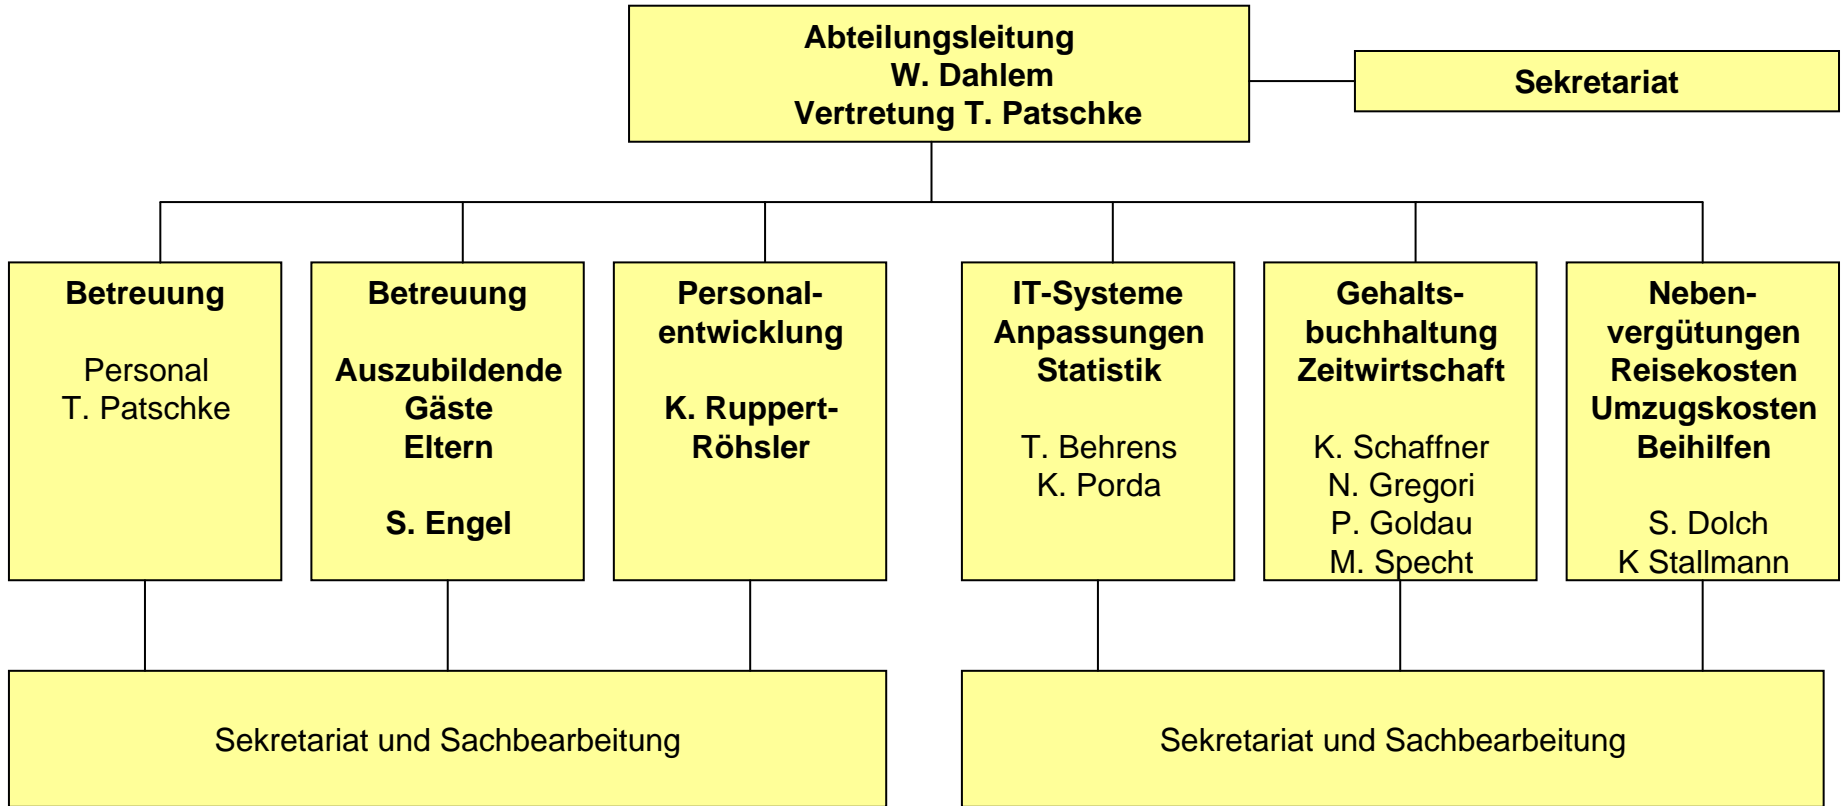 Abteilungsleitung
W. Dahlem
Vertretung T. Patschke
Sekretariat
Betreuung
Personal
T. Patschke
Betreuung
Auszubildende
Gäste
Eltern
S. Engel
Personal-
entwicklung
K. Ruppert-
Röhsler
IT-Systeme
Anpassungen
Statistik
T. Behrens
K. Porda
Gehalts-
buchhaltung
Zeitwirtschaft
K. Schaffner
N. Gregori
P. Goldau
M. Specht
Neben-
vergütungen
Reisekosten
Umzugskosten
Beihilfen
S. Dolch
K Stallmann
Sekretariat und Sachbearbeitung
Sekretariat und Sachbearbeitung